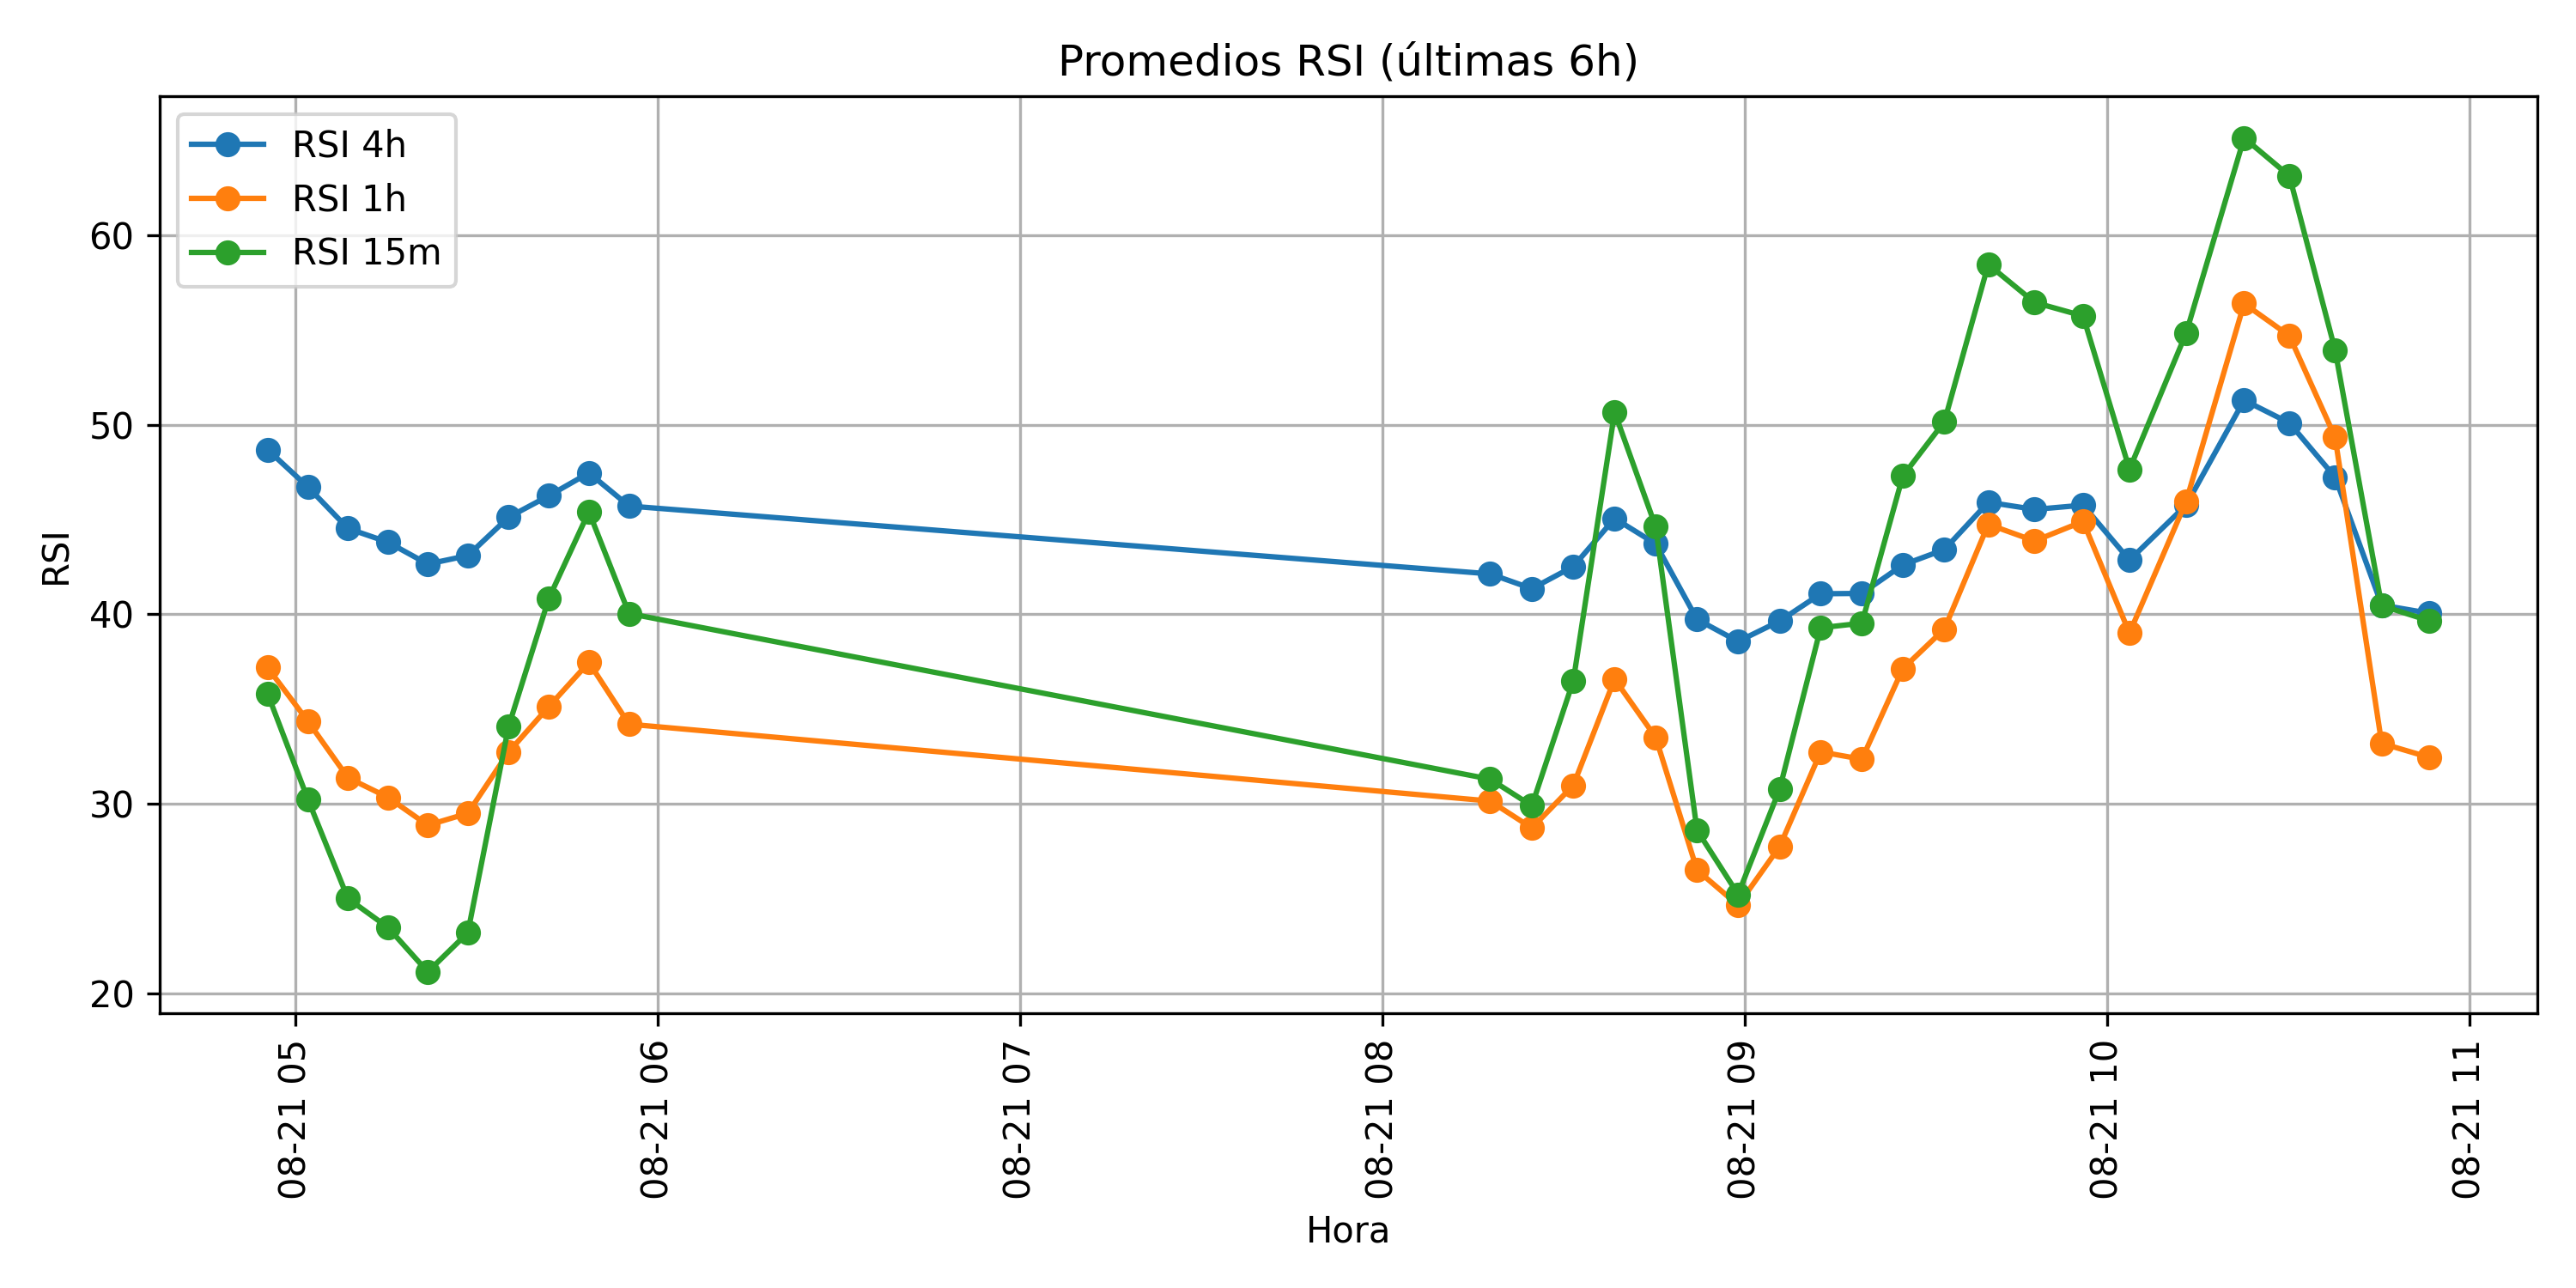 Promedios RSI (últimas 6h)
RSI 4h
RSI 1h
RSI 15m
RSI
60
50
40
30
20
08-21 05
08-21 06
08-21 07
08-21 08
08-21 09
08-21 10
08-21 11
Hora